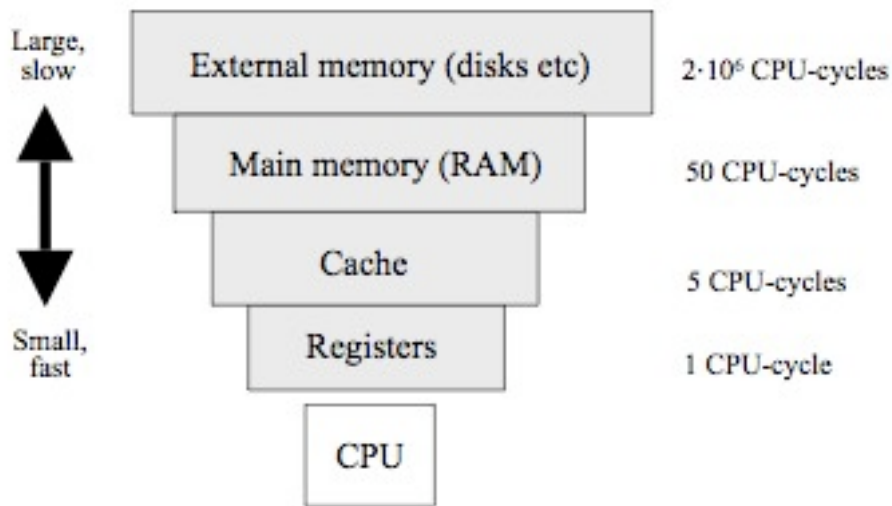 Large,
slow
External memory (disks etc)
2·10⁶ CPU-cycles
Main memory (RAM)
50 CPU-cycles
Cache
5 CPU-cycles
Small,
fast
Registers
1 CPU-cycle
CPU